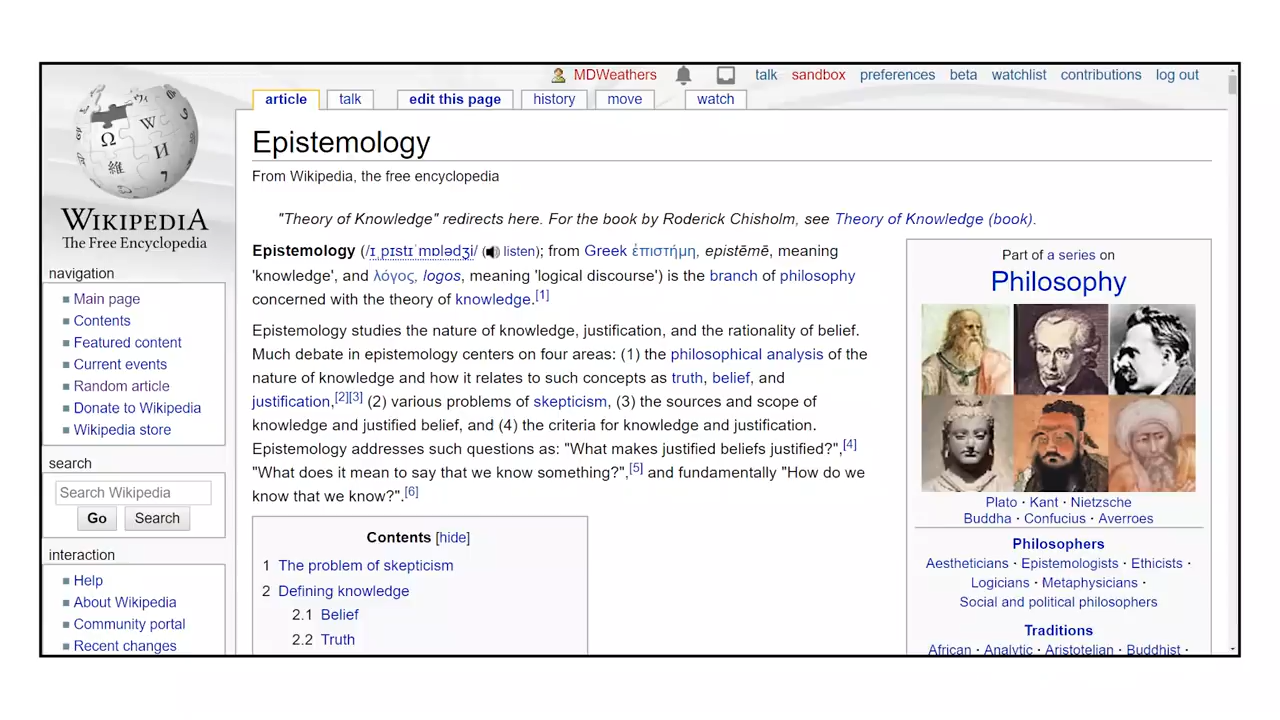 MDWeathers talk sandbox preferences beta watchlist contributions log out
article talk edit this page history move watch
WIKIPEDIA
The Free Encyclopedia
navigation
Main page
Contents
Featured content
Current events
Random article
Donate to Wikipedia
Wikipedia store
search
Search Wikipedia
Go Search
interaction
Help
About Wikipedia
Community portal
Recent changes
Epistemology
From Wikipedia, the free encyclopedia
"Theory of Knowledge" redirects here. For the book by Roderick Chisholm, see Theory of Knowledge (book).
Epistemology (/ɪˌpɪstɪˈmɒlədʒi/ (listen); from Greek ἐπιστήμη, epistēmē, meaning
'knowledge', and λόγος, logos, meaning 'logical discourse') is the branch of philosophy
concerned with the theory of knowledge.[1]
Epistemology studies the nature of knowledge, justification, and the rationality of belief.
Much debate in epistemology centers on four areas: (1) the philosophical analysis of the
nature of knowledge and how it relates to such concepts as truth, belief, and
justification,[2][3] (2) various problems of skepticism, (3) the sources and scope of
knowledge and justified belief, and (4) the criteria for knowledge and justification.
Epistemology addresses such questions as: "What makes justified beliefs justified?",[4]
"What does it mean to say that we know something?",[5] and fundamentally "How do we
know that we know?".[6]
Contents [hide]
1 The problem of skepticism
2 Defining knowledge
2.1 Belief
2.2 Truth
Part of a series on
Philosophy
Plato · Kant · Nietzsche
Buddha · Confucius · Averroes
Philosophers
Aestheticians · Epistemologists · Ethicists ·
Logicians · Metaphysicians ·
Social and political philosophers
Traditions
African · Analytic · Aristotelian · Buddhist ·